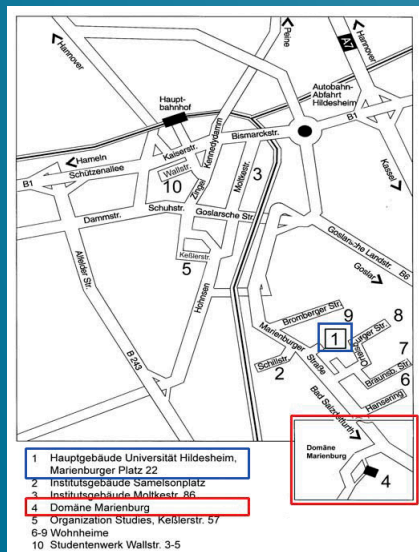 Hannover
Peine
A7
Hannover
Haupt-
bahnhof
Autobahn-
Abfahrt
Hildesheim
Kennedydamm
B1
Bismarckstr.
Kaiserstr.
Hameln
B1
Schützenallee
Wallstr.
10
Zingel
Moltkestr.
3
Kassel
Dammstr.
Schuhstr.
Goslarsche Str.
Keßlerstr.
5
Alfelder Str.
Hohnsen
B 243
Goslarsche Landstr.
B6
Goslar
Bromberger Str.
9
8
1
Marienburger
Straße
7
Schillstr.
2
Braunsb. Str.
6
Hansering
Bad Salzdetfurth
Domäne
Marienburg
4
1 Hauptgebäude Universität Hildesheim,
Marienburger Platz 22
2 Institutsgebäude Samelsonplatz
3 Institutsgebäude Moltkestr. 86
4 Domäne Marienburg
5 Organization Studies, Keßlerstr. 57
6-9 Wohnheime
10 Studentenwerk Wallstr. 3-5